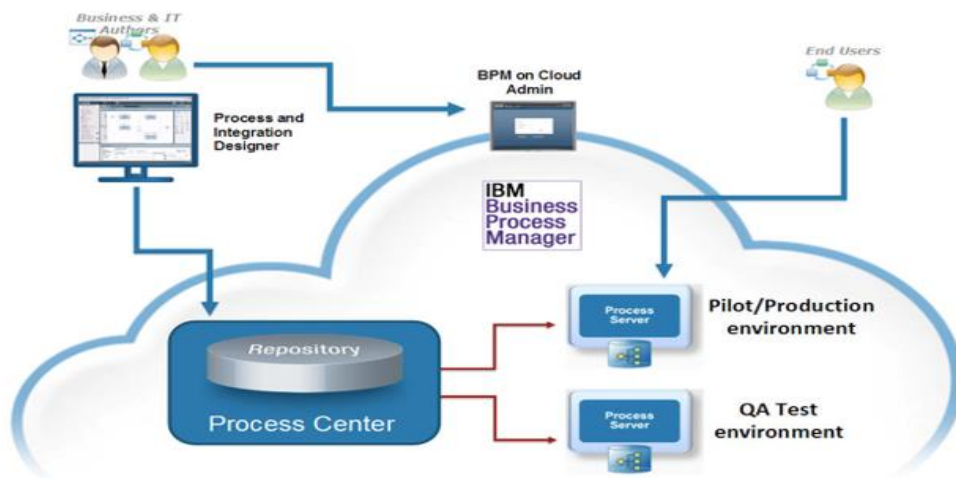 Business & IT
Authors
End Users
BPM on Cloud
Admin
Process and
Integration
Designer
IBM
Business
Process
Manager
Process
Server
Pilot/Production
environment
Repository
Process Center
Process
Server
QA Test
environment